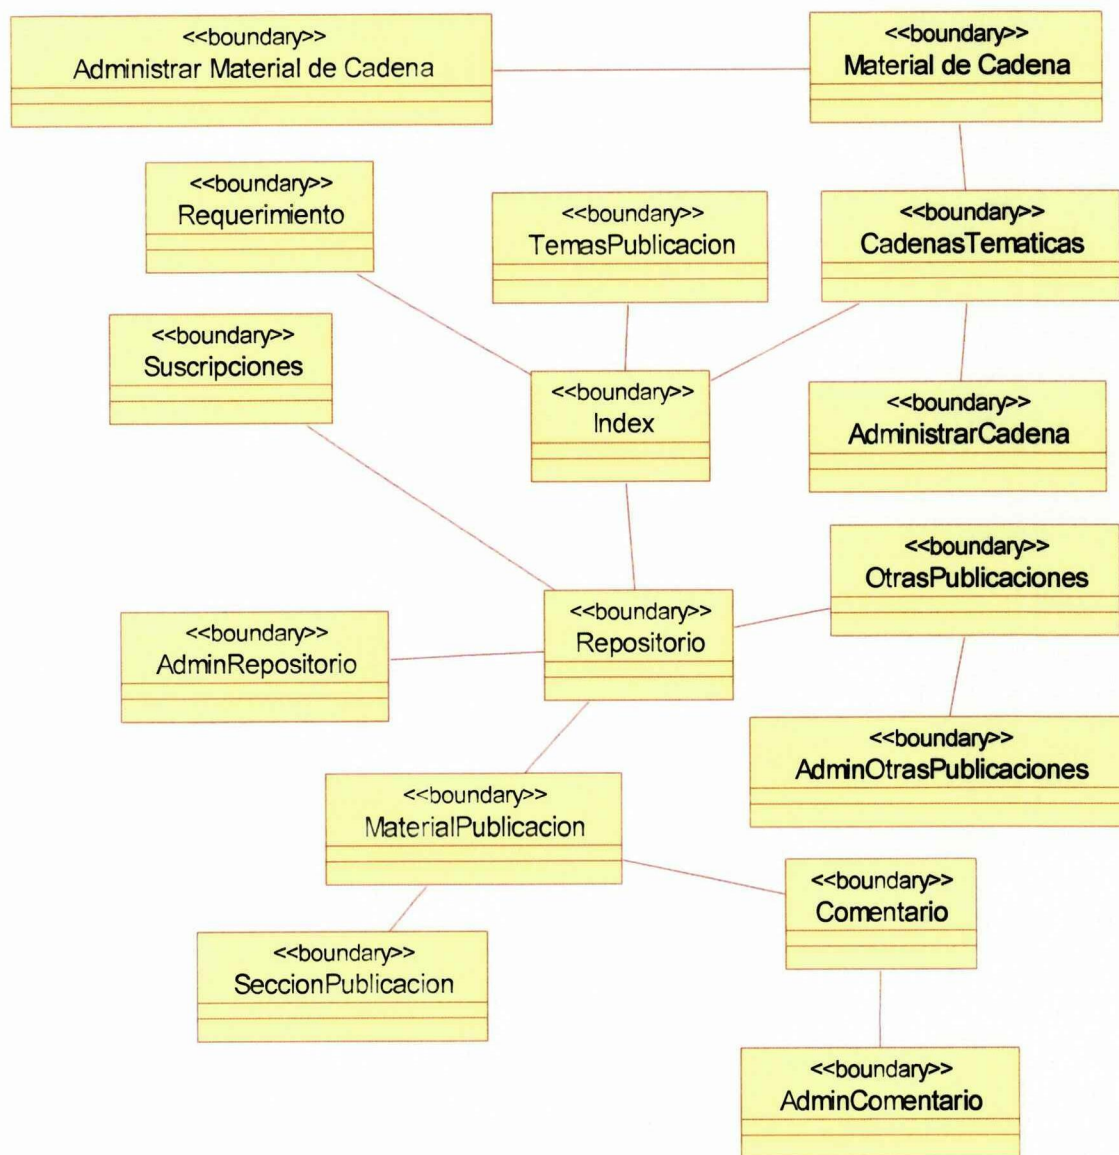 <<boundary>>
Administrar Material de Cadena
<<boundary>>
Material de Cadena
<<boundary>>
Requerimiento
<<boundary>>
TemasPublicacion
<<boundary>>
CadenasTematicas
<<boundary>>
Suscripciones
<<boundary>>
Index
<<boundary>>
AdministrarCadena
<<boundary>>
OtrasPublicaciones
<<boundary>>
Repositorio
<<boundary>>
AdminRepositorio
<<boundary>>
AdminOtrasPublicaciones
<<boundary>>
MaterialPublicacion
<<boundary>>
Comentario
<<boundary>>
SeccionPublicacion
<<boundary>>
AdminComentario